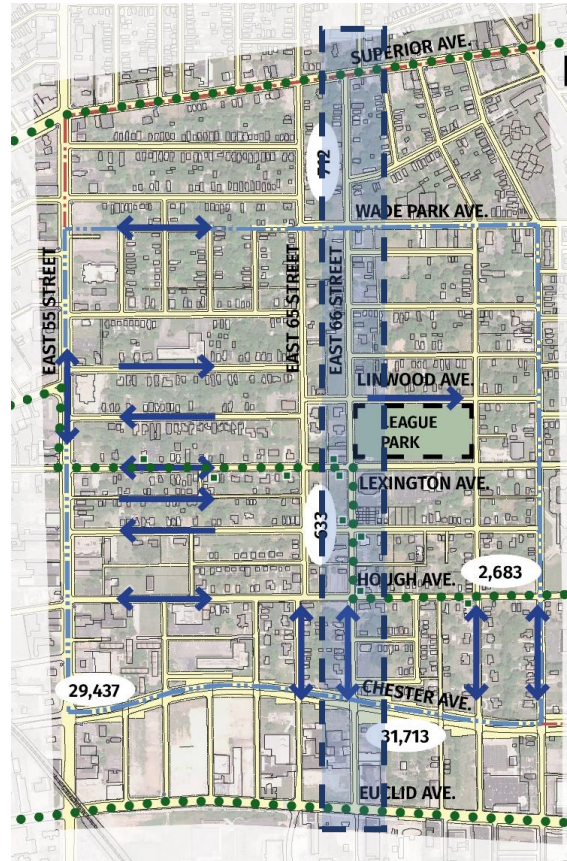 SUPERIOR AVE.
712
WADE PARK AVE.
EAST 55 STREET
EAST 65 STREET
EAST 66 STREET
LINWOOD AVE.
LEAGUE
PARK
LEXINGTON AVE.
633
HOUGH AVE.
2,683
29,437
CHESTER AVE.
31,713
EUCLID AVE.